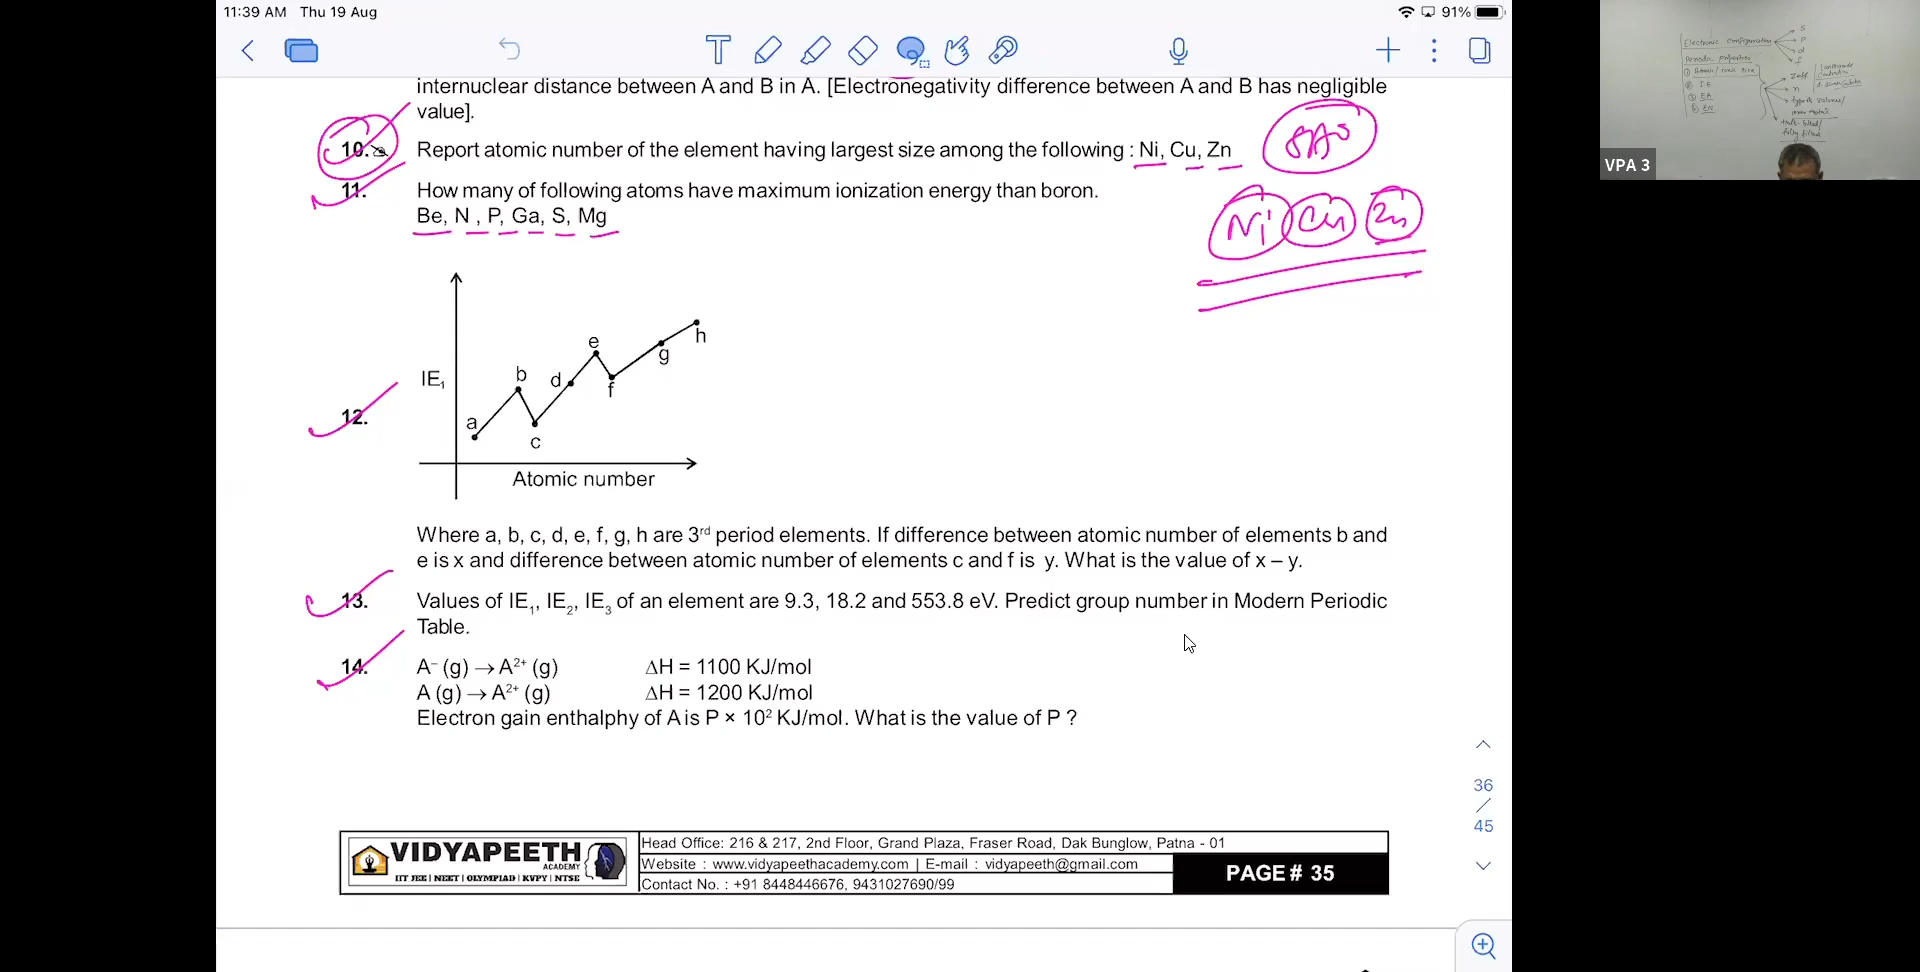 11:39 AM Thu 19 Aug
91%
internuclear distance between A and B in A. [Electronegativity difference between A and B has negligible
value].
10. Report atomic number of the element having largest size among the following : Ni, Cu, Zn
11. How many of following atoms have maximum ionization energy than boron.
Be, N , P, Ga, S, Mg
Ni Cu Zn
IE₁
a
b
c
d
e
f
g
h
Atomic number
12.
Where a, b, c, d, e, f, g, h are 3ʳᵈ period elements. If difference between atomic number of elements b and
e is x and difference between atomic number of elements c and f is y. What is the value of x – y.
13. Values of IE₁, IE₂, IE₃ of an element are 9.3, 18.2 and 553.8 eV. Predict group number in Modern Periodic
Table.
14. A⁻ (g) → A²⁺ (g) ΔH = 1100 KJ/mol
A (g) → A²⁺ (g) ΔH = 1200 KJ/mol
Electron gain enthalphy of A is P × 10² KJ/mol. What is the value of P ?
36
45
VIDYAPEETH
ACADEMY
IIT JEE | NEET | OLYMPIAD | KVPY | NTSE
Head Office: 216 & 217, 2nd Floor, Grand Plaza, Fraser Road, Dak Bunglow, Patna - 01
Website : www.vidyapeethacademy.com | E-mail : vidyapeeth@gmail.com
Contact No. : +91 8448446676, 9431027690/99
PAGE # 35
VPA 3
Electronic configuration
s
p
d
f
Periodic properties
Zeff
n